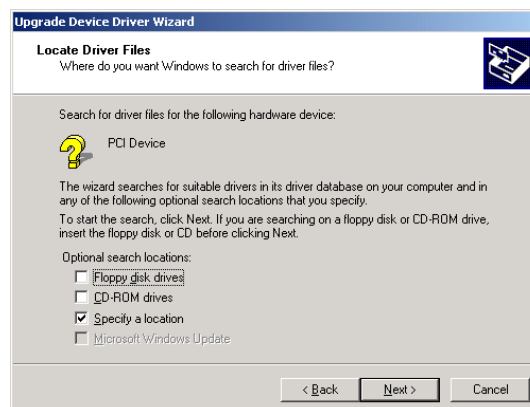 Upgrade Device Driver Wizard
Locate Driver Files
Where do you want Windows to search for driver files?
Search for driver files for the following hardware device:
PCI Device
The wizard searches for suitable drivers in its driver database on your computer and in
any of the following optional search locations that you specify.
To start the search, click Next. If you are searching on a floppy disk or CD-ROM drive,
insert the floppy disk or CD before clicking Next.
Optional search locations:
Floppy disk drives
CD-ROM drives
Specify a location
Microsoft Windows Update
< Back Next > Cancel